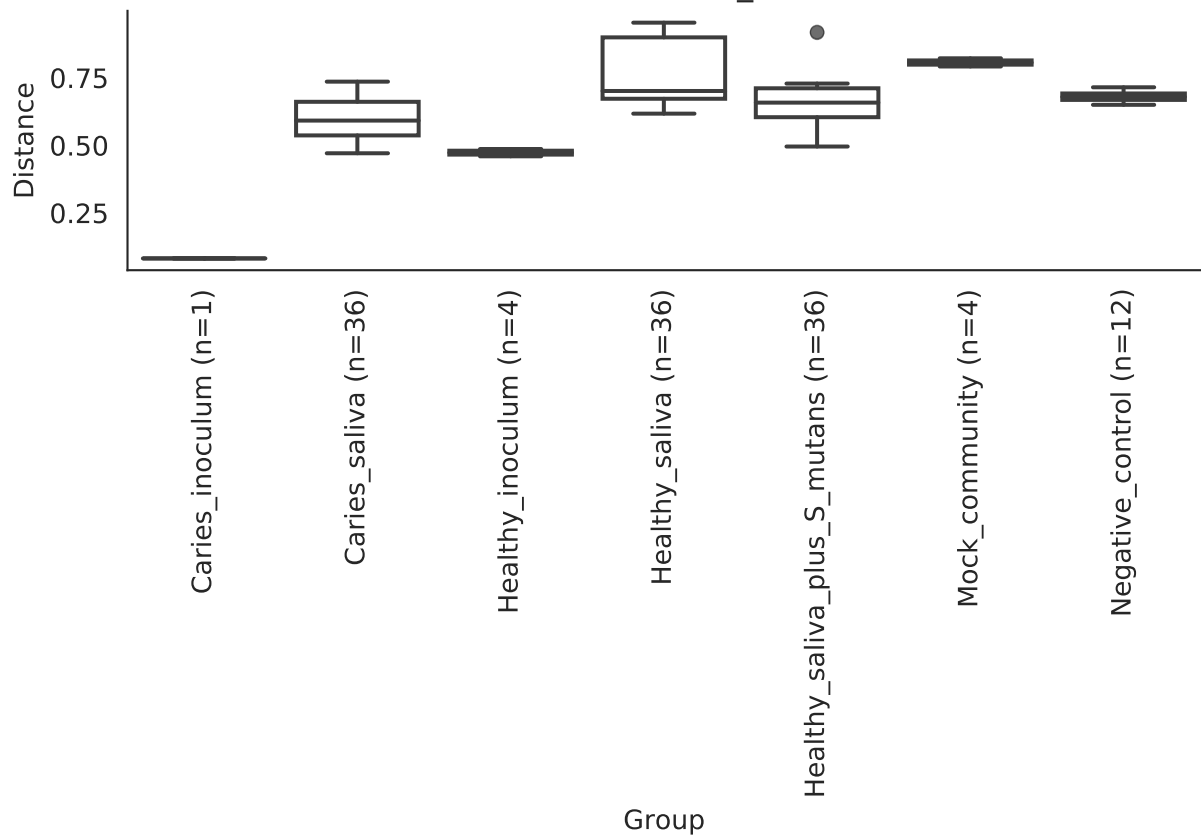 Distance
0.75
0.50
0.25
Caries_inoculum (n=1)
Caries_saliva (n=36)
Healthy_inoculum (n=4)
Healthy_saliva (n=36)
Healthy_saliva_plus_S_mutans (n=36)
Mock_community (n=4)
Negative_control (n=12)
Group